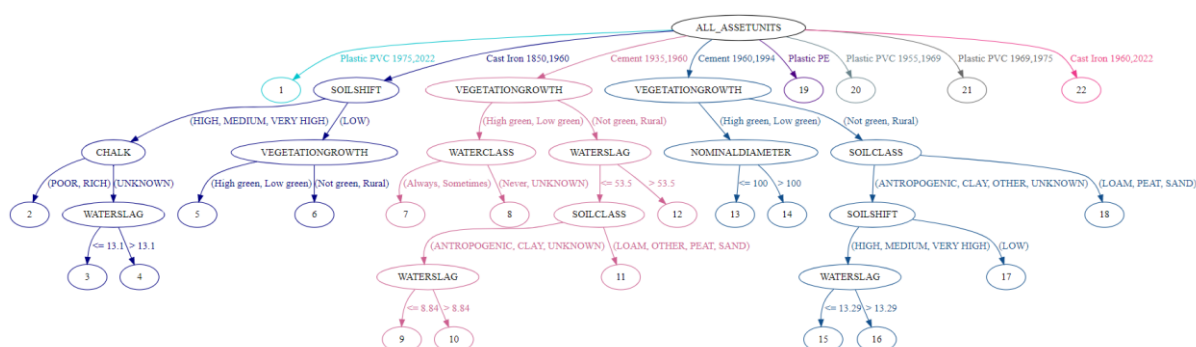 ALL_ASSETUNITS
Plastic PVC 1975,2022
Cast Iron 1850,1960
Cement 1935,1960
Cement 1960,1994
Plastic PE
Plastic PVC 1955,1969
Plastic PVC 1969,1975
Cast Iron 1960,2022
1
SOILSHIFT
VEGETATIONGROWTH
VEGETATIONGROWTH
19
20
21
22
(HIGH, MEDIUM, VERY HIGH)
(LOW)
(High green, Low green)
(Not green, Rural)
(High green, Low green)
(Not green, Rural)
CHALK
VEGETATIONGROWTH
WATERCLASS
WATERSLAG
NOMINALDIAMETER
SOILCLASS
(POOR, RICH)
(UNKNOWN)
(High green, Low green)
(Not green, Rural)
(Always, Sometimes)
(Never, UNKNOWN)
<= 53.5
> 53.5
<= 100
> 100
(ANTROPOGENIC, CLAY, OTHER, UNKNOWN)
(LOAM, PEAT, SAND)
2
WATERSLAG
5
6
7
8
SOILCLASS
12
13
14
SOILSHIFT
18
<= 13.1
> 13.1
(ANTROPOGENIC, CLAY, UNKNOWN)
(LOAM, OTHER, PEAT, SAND)
(HIGH, MEDIUM, VERY HIGH)
(LOW)
3
4
WATERSLAG
11
WATERSLAG
17
<= 8.84
> 8.84
<= 13.29
> 13.29
9
10
15
16